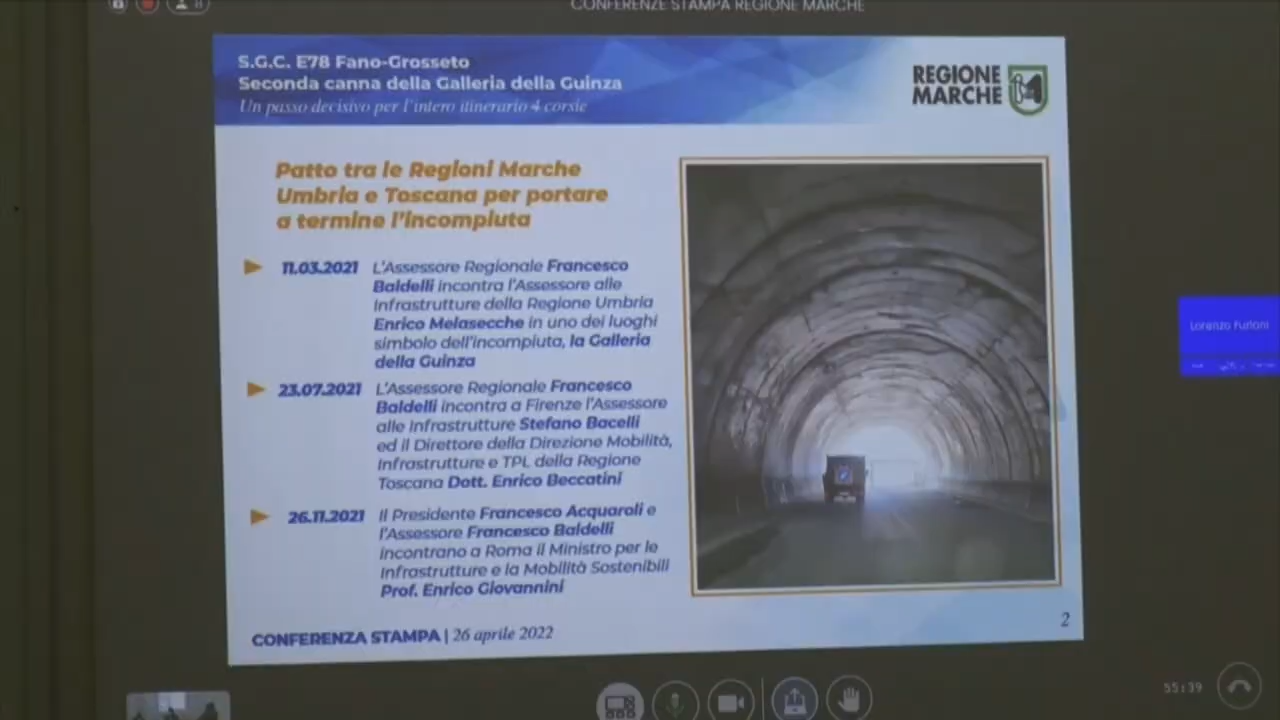 CONFERENZE STAMPA REGIONE MARCHE
S.G.C. E78 Fano-Grosseto
Seconda canna della Galleria della Guinza
Un passo decisivo per l'intero itinerario 4 corsie
REGIONE
MARCHE
Patto tra le Regioni Marche
Umbria e Toscana per portare
a termine l'incompiuta
11.03.2021 L'Assessore Regionale Francesco
Baldelli incontra l'Assessore alle
Infrastrutture della Regione Umbria
Enrico Melasecche in uno dei luoghi
simbolo dell'incompiuta, la Galleria
della Guinza
23.07.2021 L'Assessore Regionale Francesco
Baldelli incontra a Firenze l'Assessore
alle Infrastrutture Stefano Bacelli
ed il Direttore della Direzione Mobilità,
Infrastrutture e TPL della Regione
Toscana Dott. Enrico Beccatini
26.11.2021 Il Presidente Francesco Acquaroli e
l'Assessore Francesco Baldelli
incontrano a Roma il Ministro per le
Infrastrutture e la Mobilità Sostenibili
Prof. Enrico Giovannini
CONFERENZA STAMPA | 26 aprile 2022
2
Lorenzo Furlani
55:39